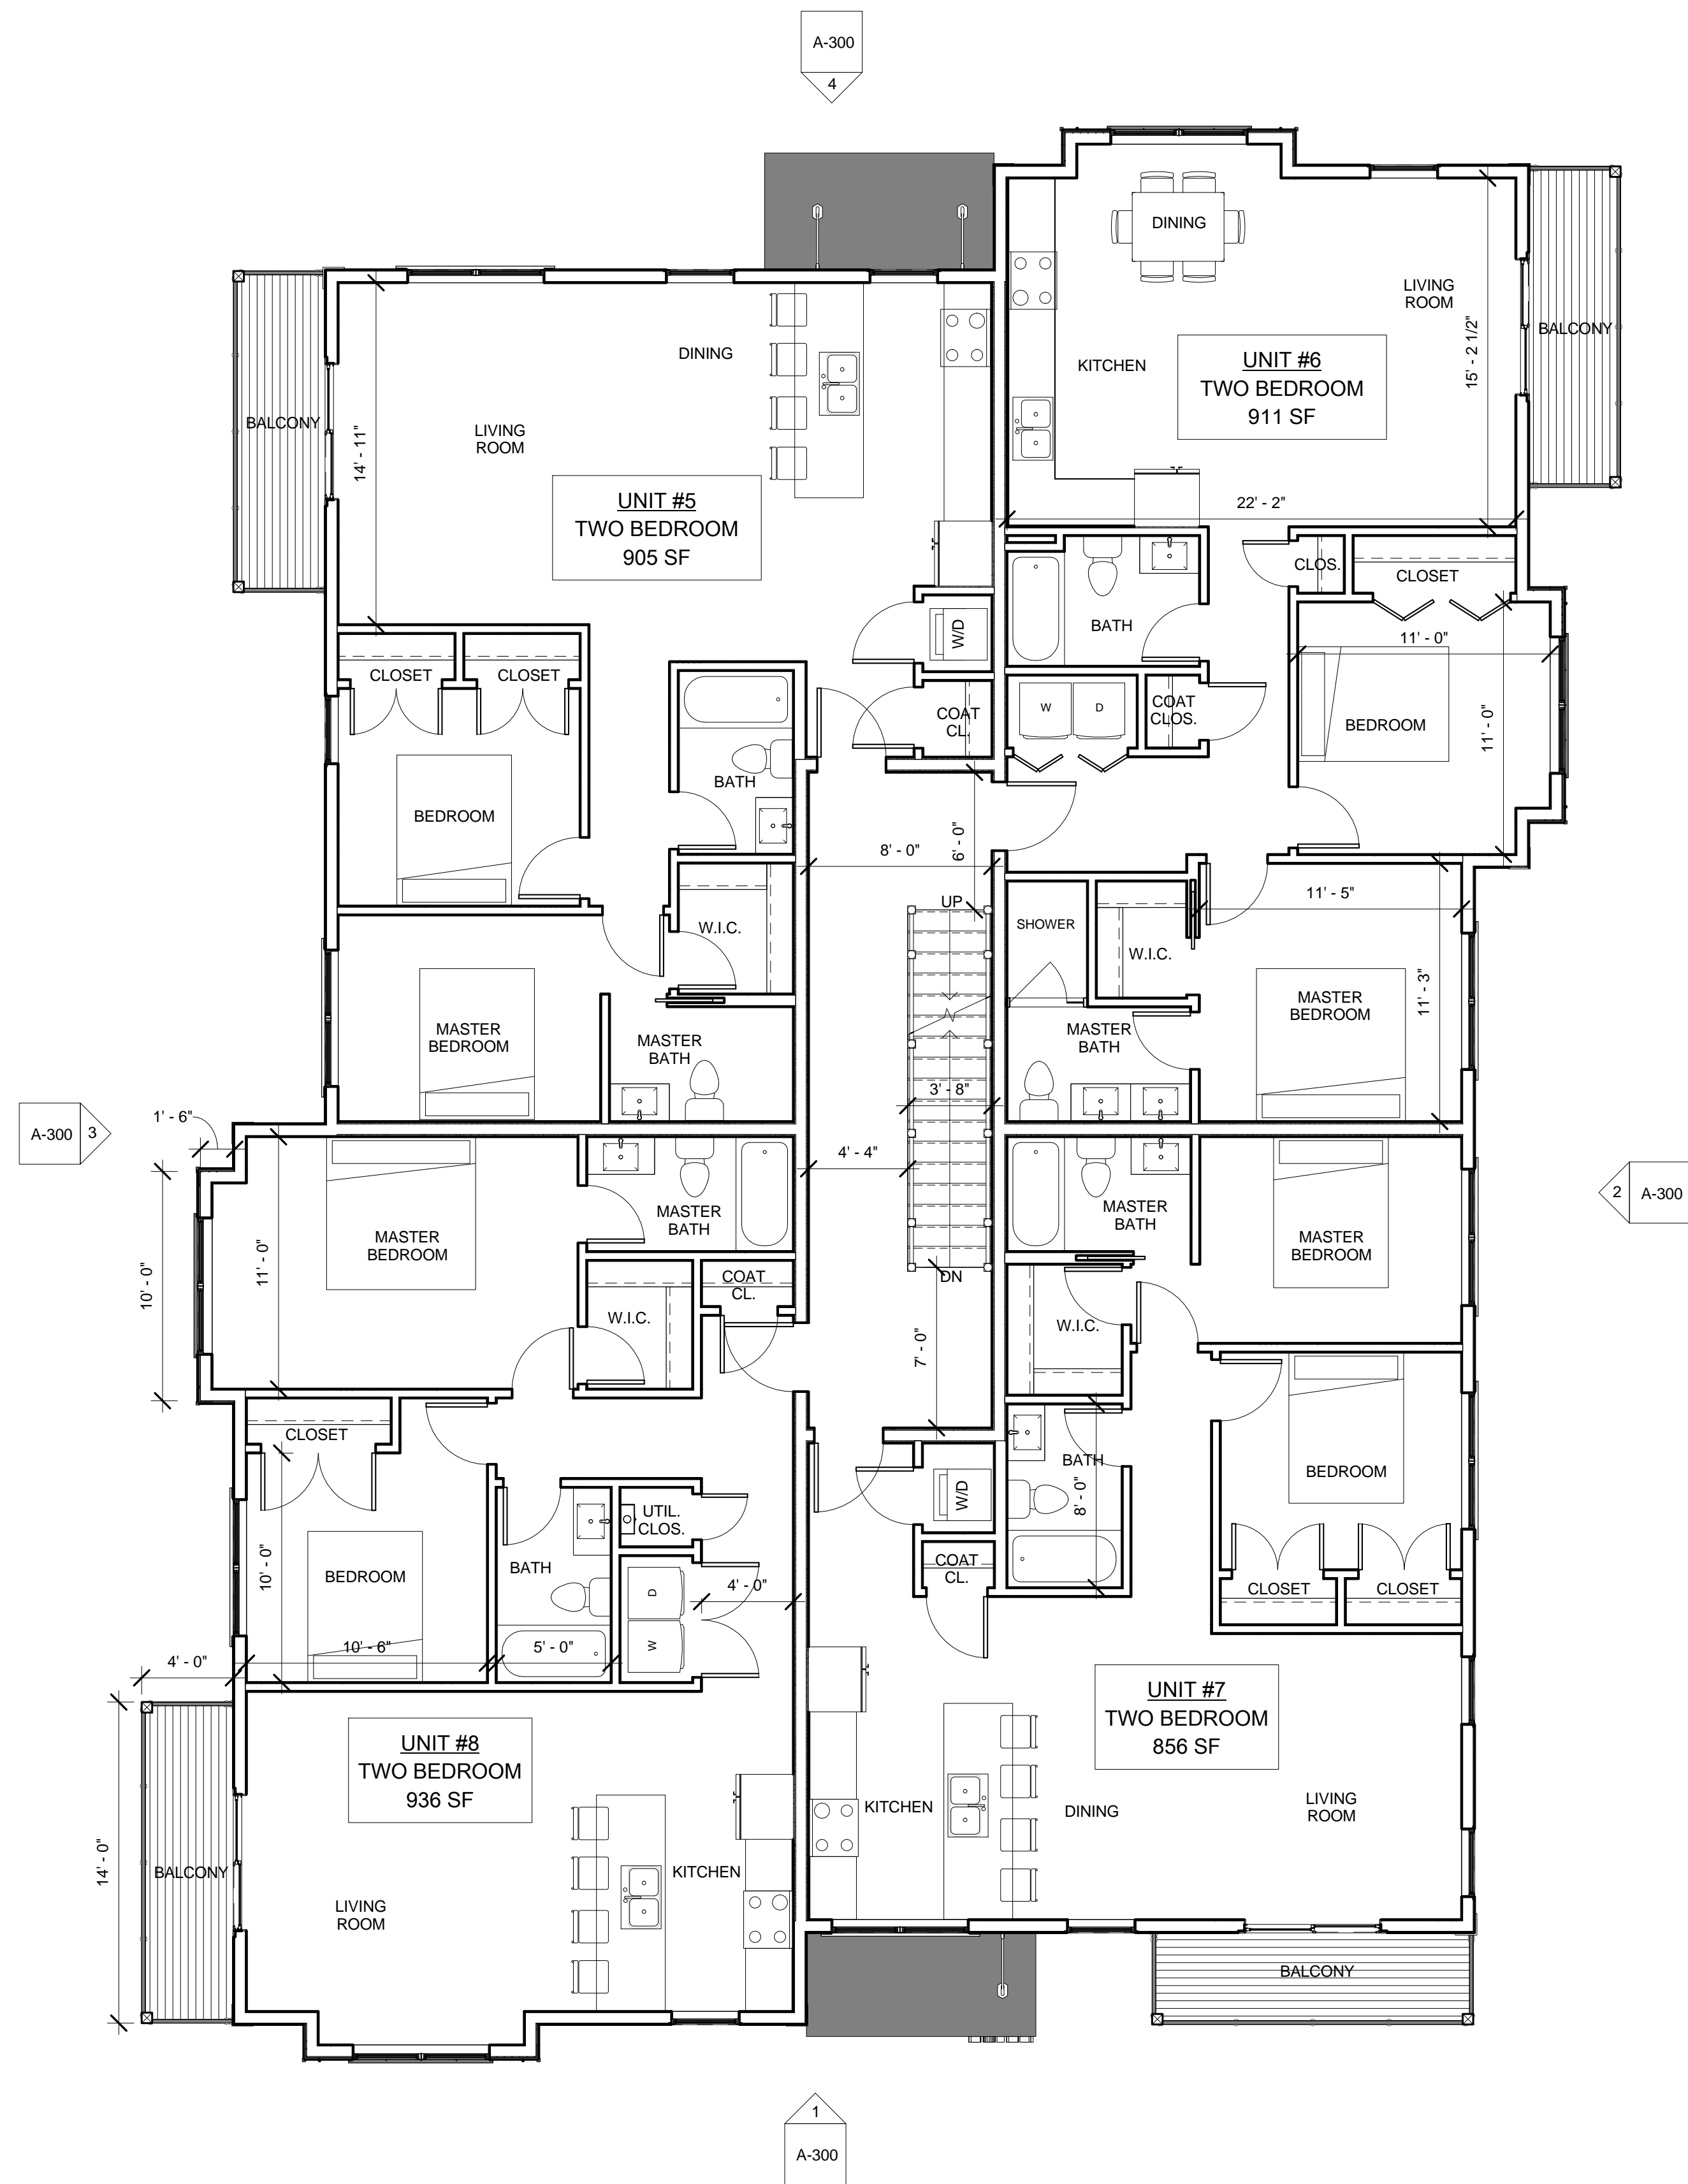 A-300
4
DINING
LIVING
ROOM
BALCONY
15' - 2 1/2"
KITCHEN
UNIT #6
TWO BEDROOM
911 SF
22' - 2"
DINING
BALCONY
14' - 11"
LIVING
ROOM
UNIT #5
TWO BEDROOM
905 SF
CLOS.
CLOSET
BATH
W/D
11' - 0"
CLOSET
CLOSET
COAT
CL.
W
D
COAT
CLOS.
BEDROOM
11' - 0"
BATH
BEDROOM
6' - 0"
8' - 0"
UP
11' - 5"
W.I.C.
SHOWER
W.I.C.
MASTER
BEDROOM
11' - 3"
MASTER
BEDROOM
MASTER
BATH
MASTER
BATH
3' - 8"
1' - 6"
A-300
3
4' - 4"
2
A-300
10' - 0"
11' - 0"
MASTER
BEDROOM
MASTER
BATH
MASTER
BATH
MASTER
BEDROOM
COAT
CL.
DN
W.I.C.
W.I.C.
7' - 0"
CLOSET
BATH
8' - 0"
BEDROOM
W/D
UTIL.
CLOS.
10' - 0"
BEDROOM
BATH
D
W
4' - 0"
COAT
CL.
CLOSET
CLOSET
10' - 6"
5' - 0"
4' - 0"
UNIT #7
TWO BEDROOM
856 SF
UNIT #8
TWO BEDROOM
936 SF
KITCHEN
DINING
LIVING
ROOM
14' - 0"
BALCONY
KITCHEN
LIVING
ROOM
BALCONY
1
A-300